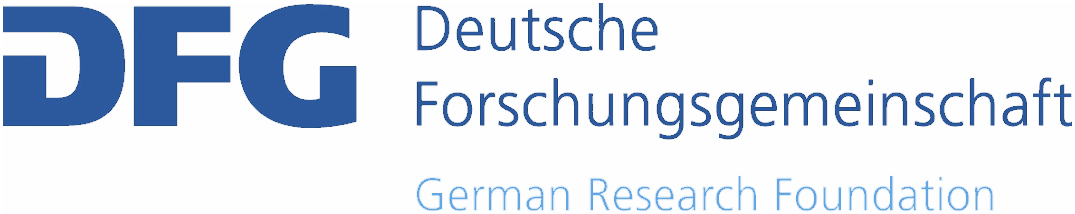 DFG
Deutsche
Forschungsgemeinschaft
German Research Foundation